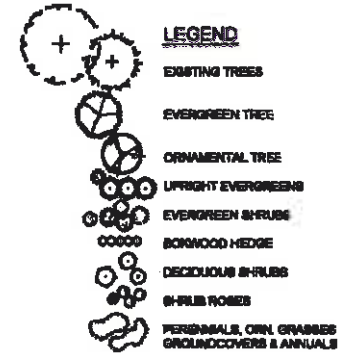 LEGEND
EXISTING TREES
EVERGREEN TREE
ORNAMENTAL TREE
UPRIGHT EVERGREENS
EVERGREEN SHRUBS
BOXWOOD HEDGE
DECIDUOUS SHRUBS
SHRUB ROSES
PERENNIALS, ORN. GRASSES
GROUNDCOVERS & ANNUALS